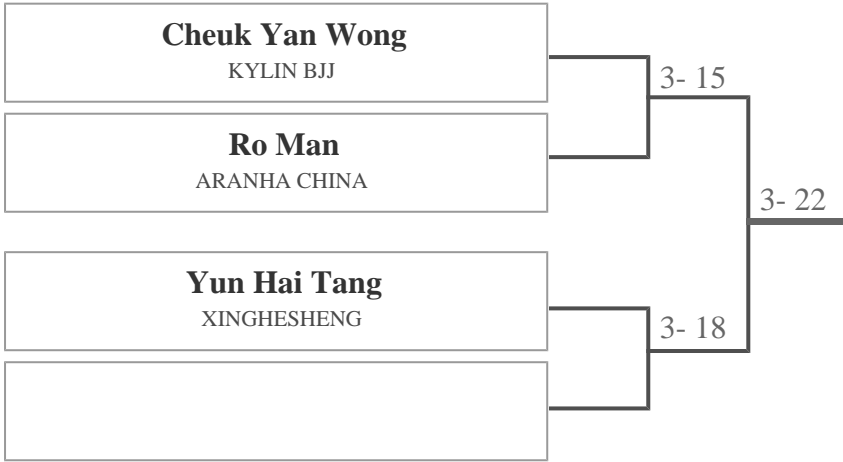 Cheuk Yan Wong
KYLIN BJJ
3- 15
Ro Man
ARANHA CHINA
3- 22
Yun Hai Tang
XINGHESHENG
3- 18